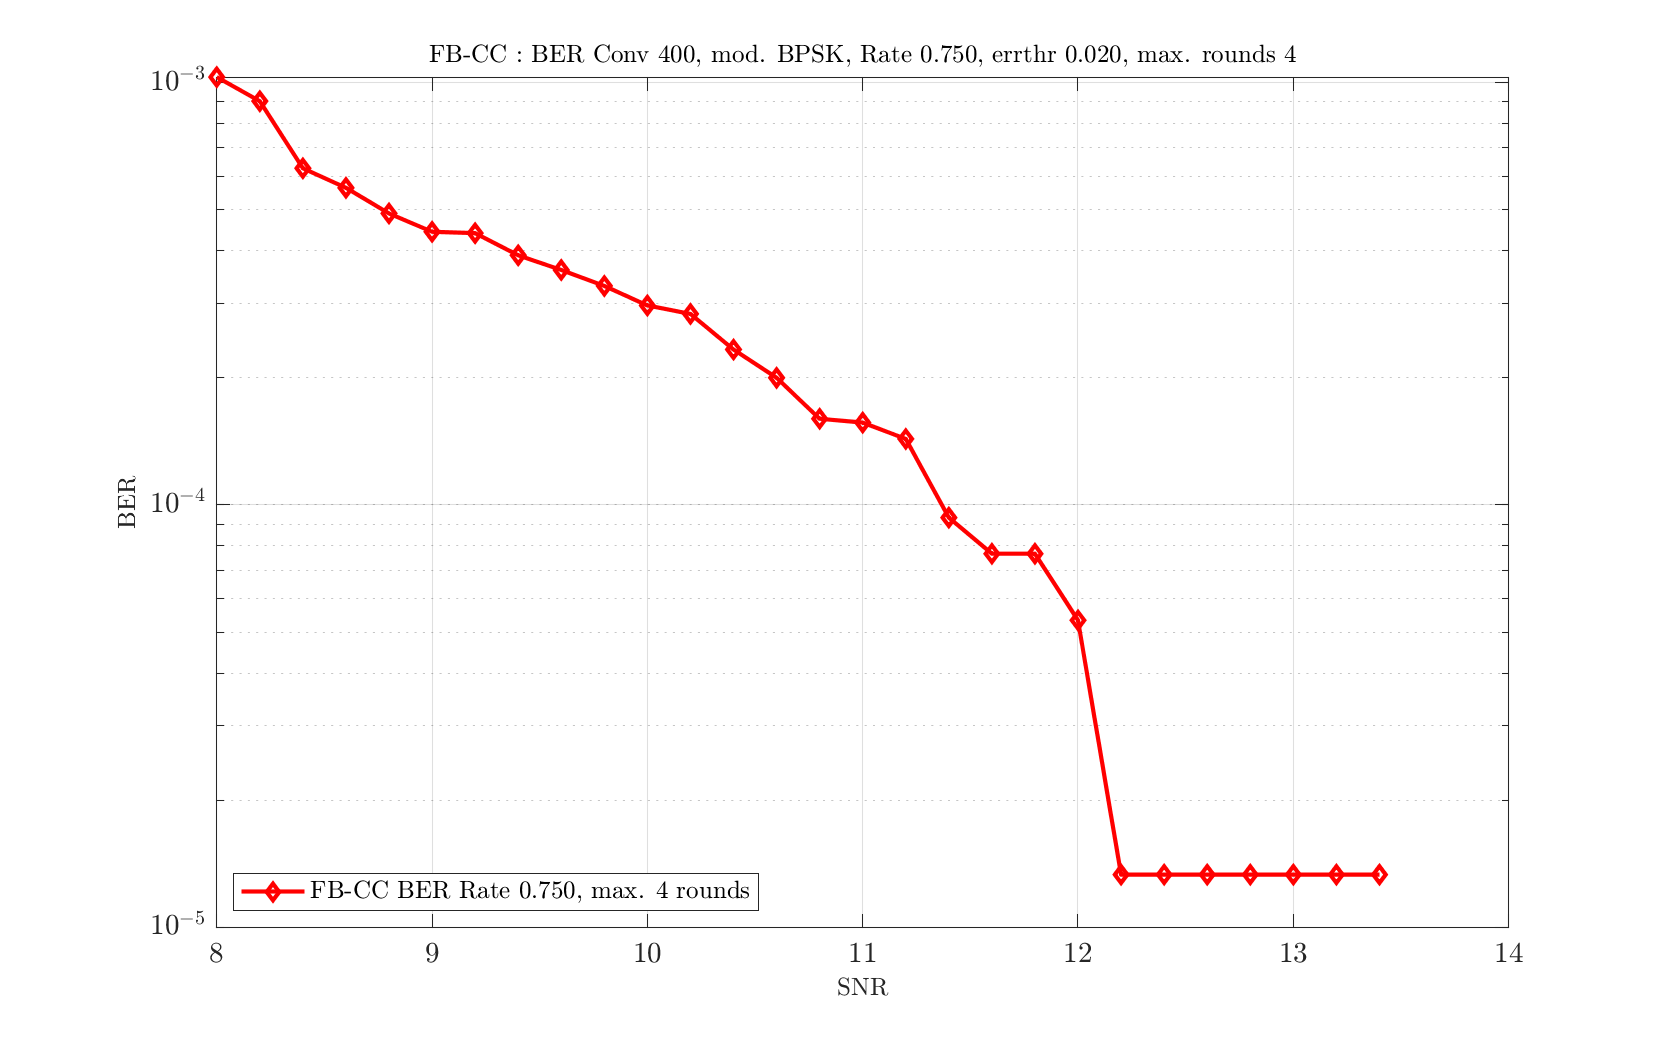 FB-CC : BER Conv 400, mod. BPSK, Rate 0.750, errthr 0.020, max. rounds 4
10⁻³
10⁻⁴
10⁻⁵
BER
FB-CC BER Rate 0.750, max. 4 rounds
8 9 10 11 12 13 14
SNR